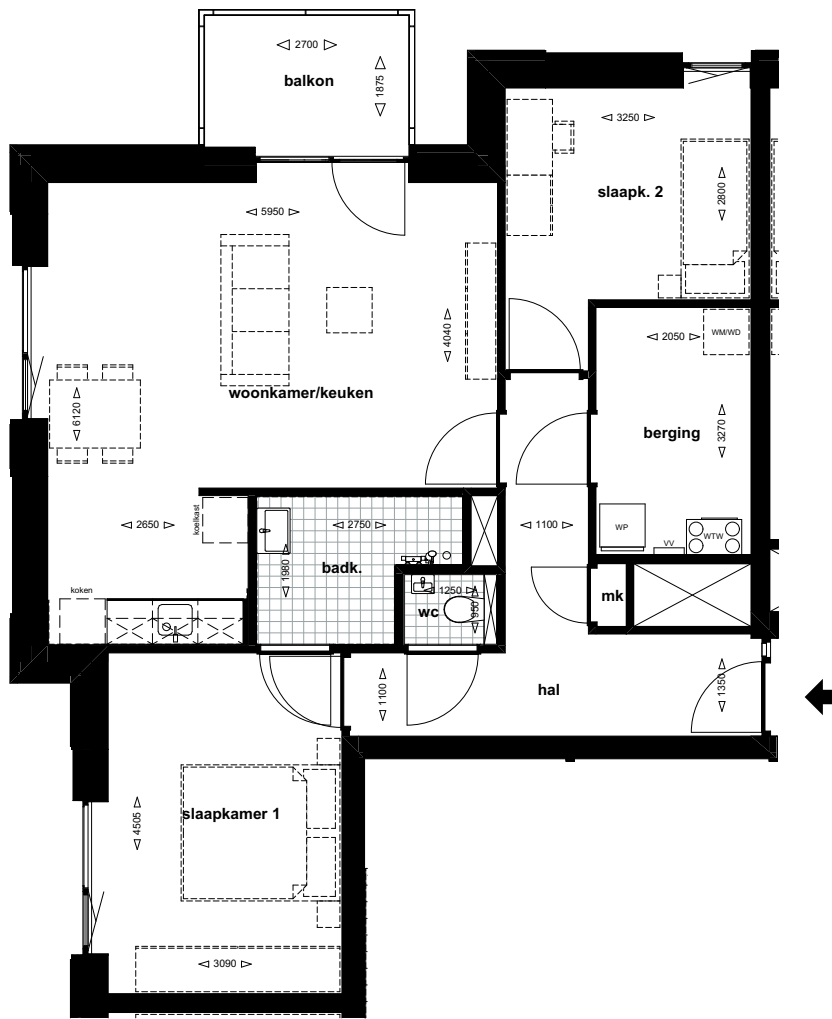 2700
balkon
1875
3250
slaapk. 2
2800
5950
4040
woonkamer/keuken
6120
WM/WD
2050
berging
3270
2650
koelkast
2750
badk.
1980
1100
WP
VV
WTW
koken
1250
wc
950
mk
1100
hal
1350
slaapkamer 1
4505
3090